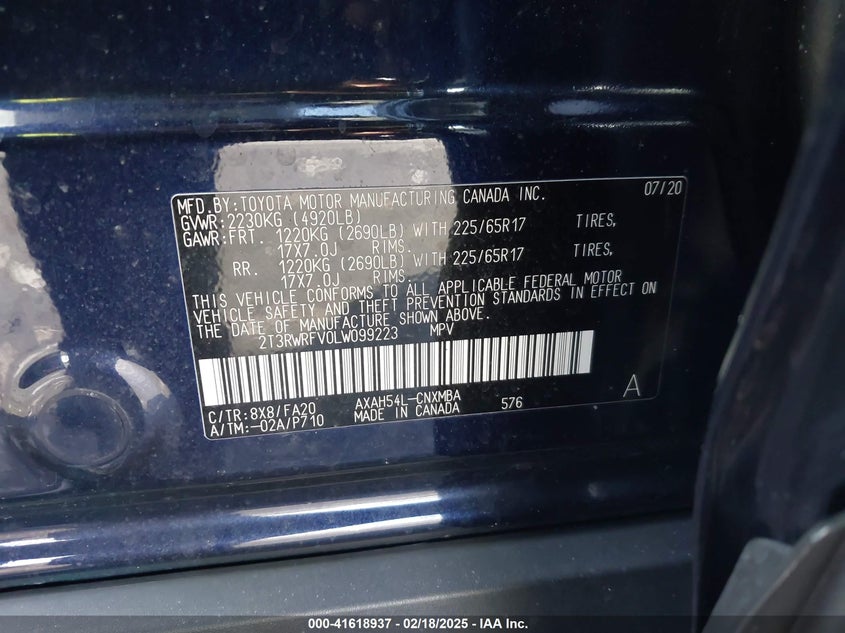 MFD. BY: TOYOTA MOTOR MANUFACTURING CANADA INC. 07/20
GVWR: 2230KG (4920LB)
GAWR: FRT. 1220KG (2690LB) WITH 225/65R17 TIRES,
17X7.0J RIMS.
RR. 1220KG (2690LB) WITH 225/65R17 TIRES,
17X7.0J RIMS.
THIS VEHICLE CONFORMS TO ALL APPLICABLE FEDERAL MOTOR
VEHICLE SAFETY AND THEFT PREVENTION STANDARDS IN EFFECT ON
THE DATE OF MANUFACTURE SHOWN ABOVE.
2T3RWRFV0LW099223 MPV
C/TR: 8X8/FA20 AXAH54L-CNXMBA 576 A
A/TM: -02A/P710 MADE IN CANADA
000-41618937 - 02/18/2025 - IAA Inc.